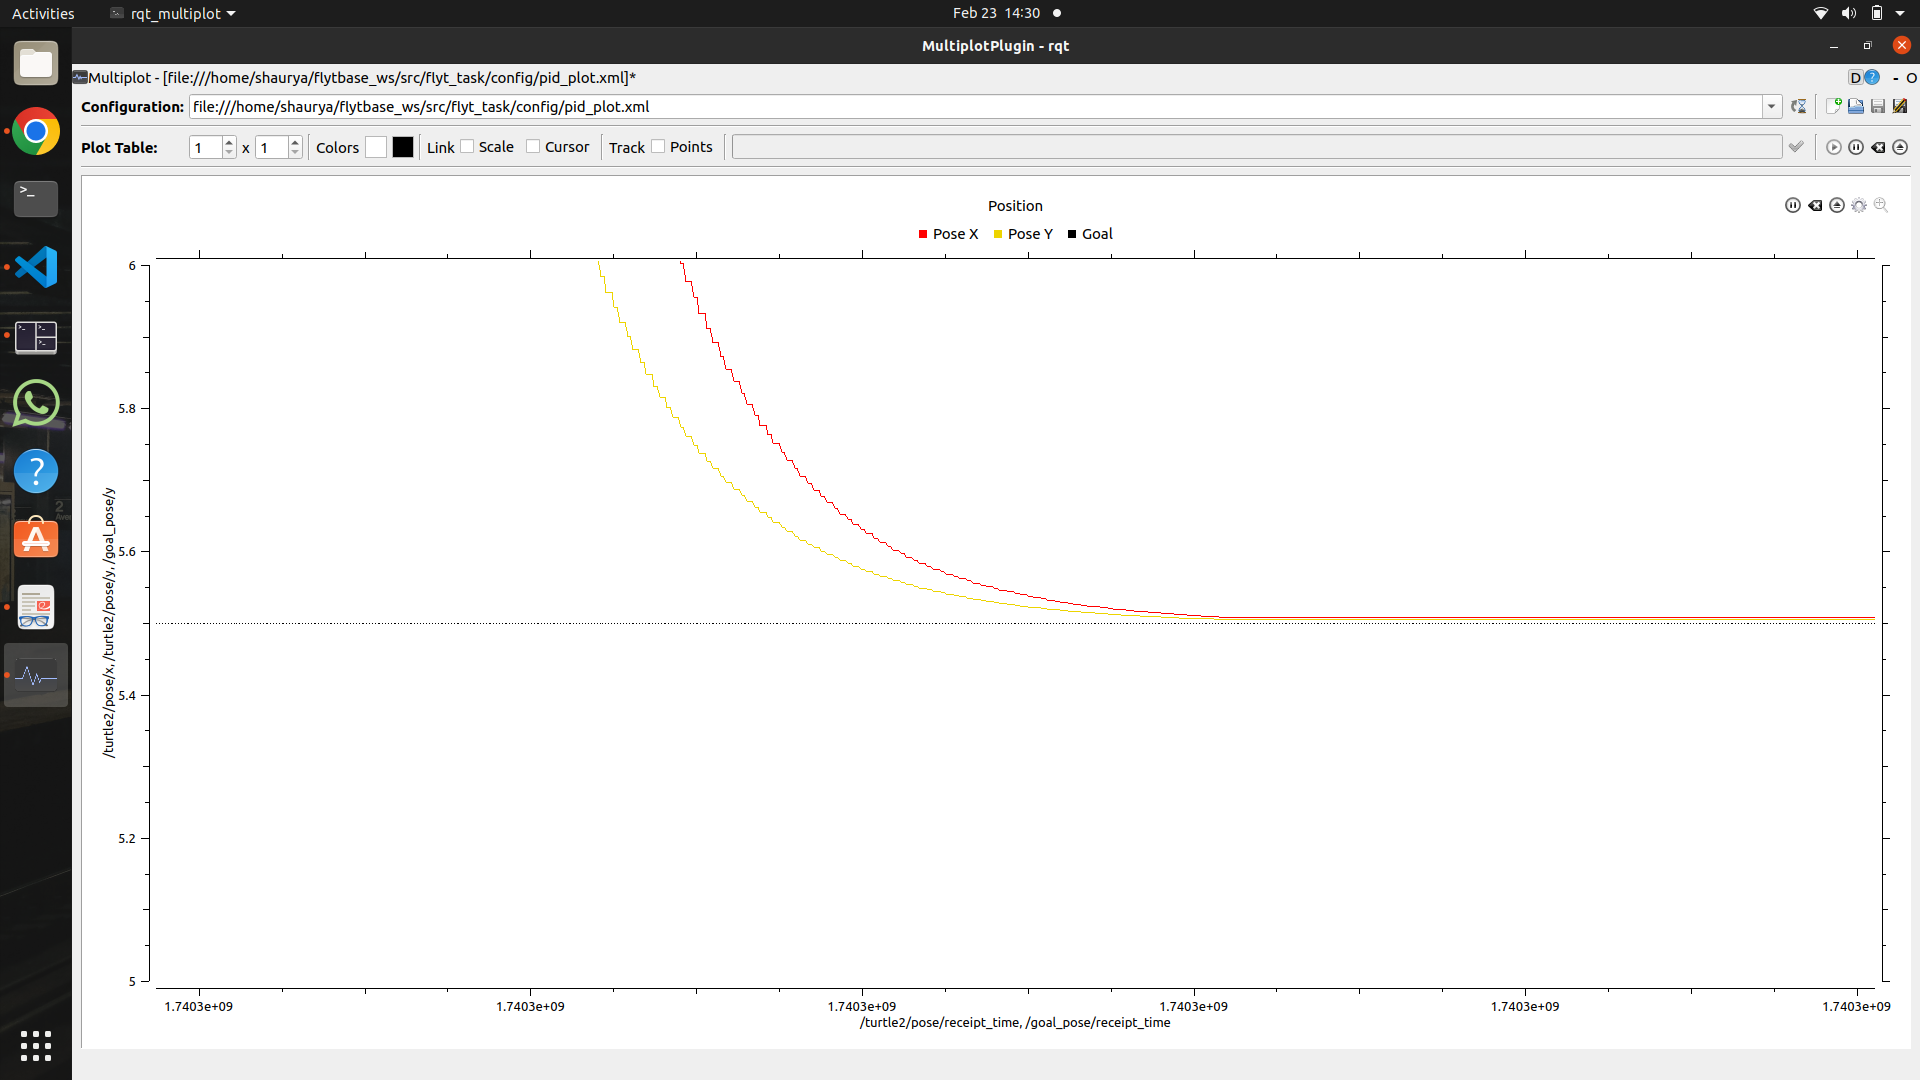 Activities rqt_multiplot Feb 23 14:30
MultiplotPlugin - rqt
Multiplot - [file:///home/shaurya/flytbase_ws/src/flyt_task/config/pid_plot.xml]* D ? - O
Configuration: file:///home/shaurya/flytbase_ws/src/flyt_task/config/pid_plot.xml
Plot Table: 1 x 1 Colors Link Scale Cursor Track Points
Position
Pose X Pose Y Goal
6
5.8
5.6
5.4
5.2
5
/turtle2/pose/x, /turtle2/pose/y, /goal_pose/y
1.7403e+09 1.7403e+09 1.7403e+09 1.7403e+09 1.7403e+09 1.7403e+09
/turtle2/pose/receipt_time, /goal_pose/receipt_time